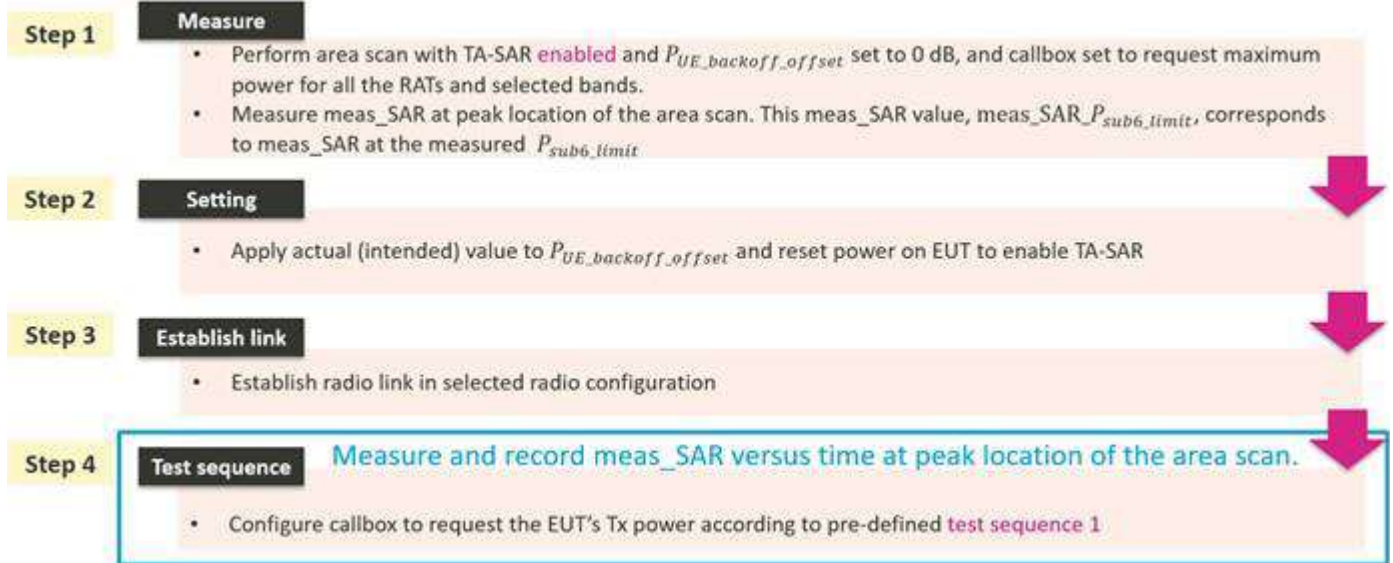 Step 1
Measure
• Perform area scan with TA-SAR enabled and P_UE_backoff_offset set to 0 dB, and callbox set to request maximum
power for all the RATs and selected bands.
• Measure meas_SAR at peak location of the area scan. This meas_SAR value, meas_SAR_P_sub6_limit, corresponds
to meas_SAR at the measured P_sub6_limit
Step 2
Setting
• Apply actual (intended) value to P_UE_backoff_offset and reset power on EUT to enable TA-SAR
Step 3
Establish link
• Establish radio link in selected radio configuration
Step 4
Test sequence
Measure and record meas_SAR versus time at peak location of the area scan.
• Configure callbox to request the EUT's Tx power according to pre-defined test sequence 1